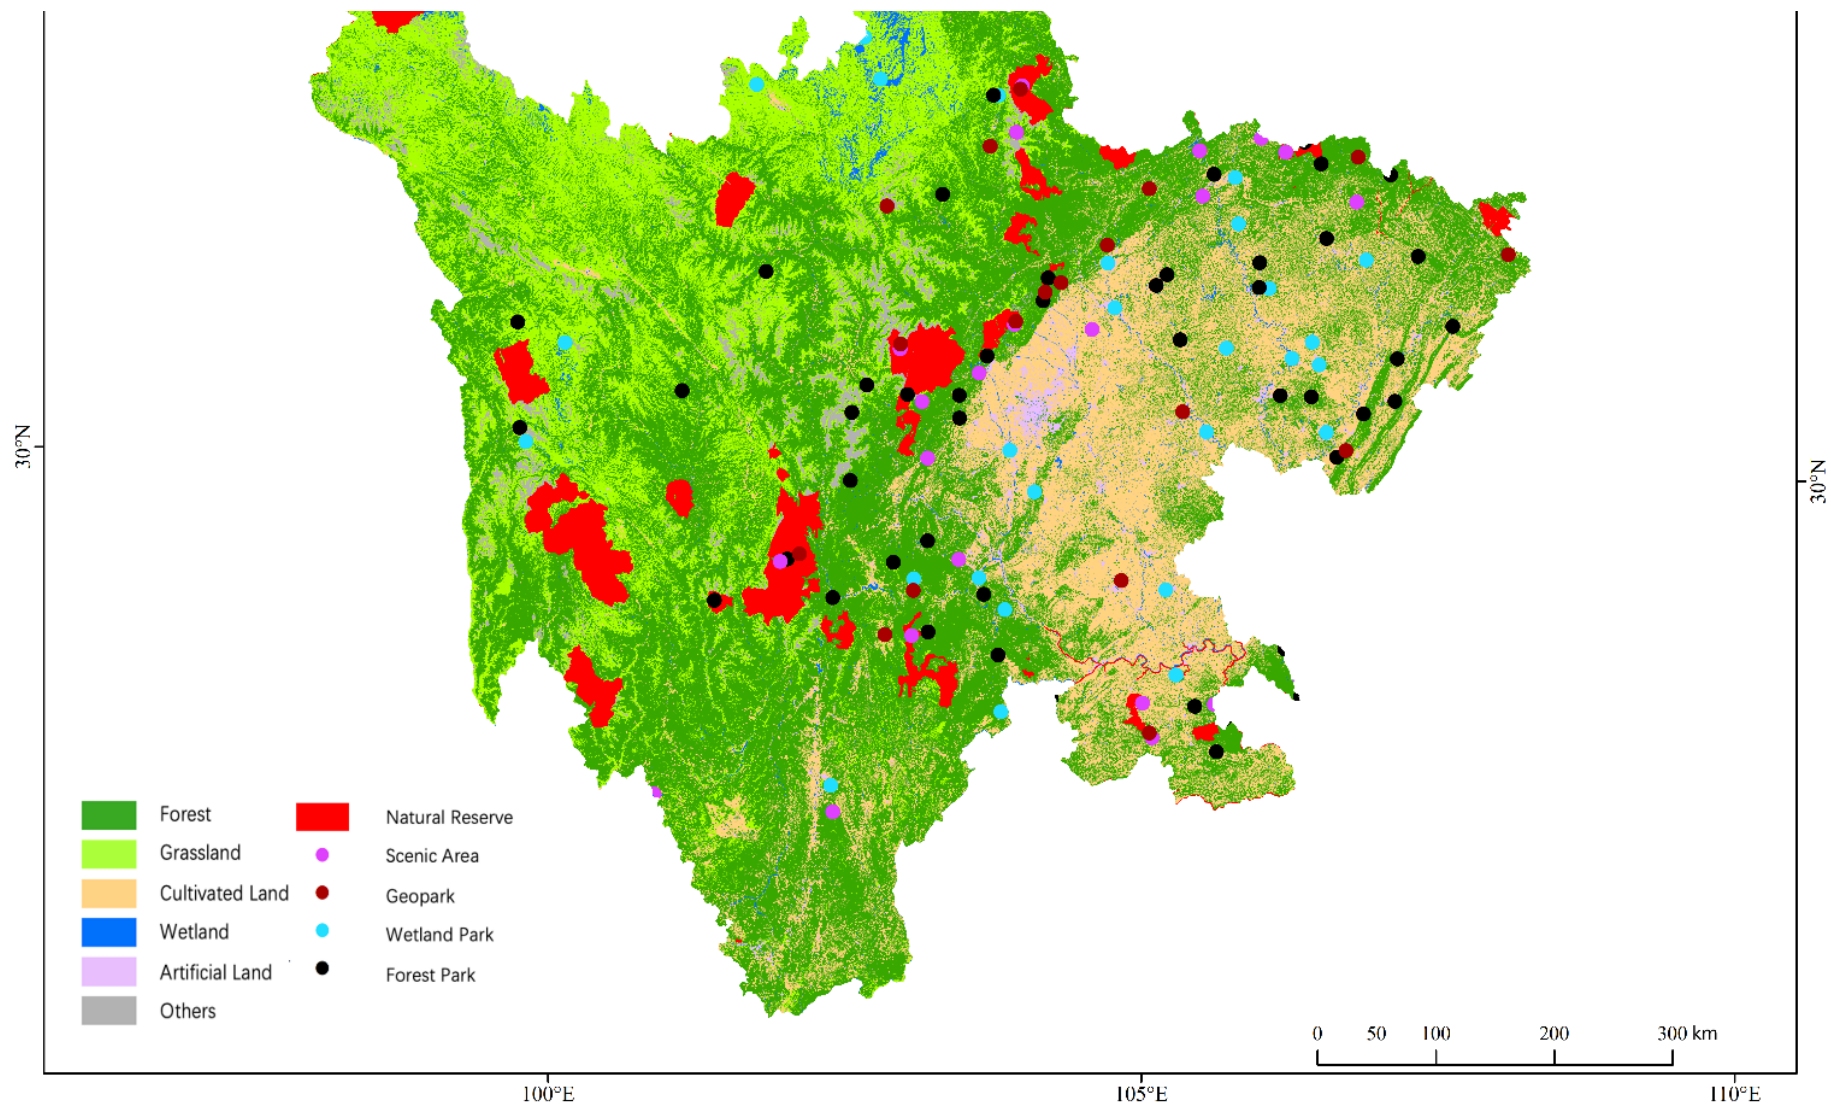 30°N
30°N
Forest
Grassland
Cultivated Land
Wetland
Artificial Land
Others
Natural Reserve
Scenic Area
Geopark
Wetland Park
Forest Park
0 50 100 200 300 km
100°E 105°E 110°E